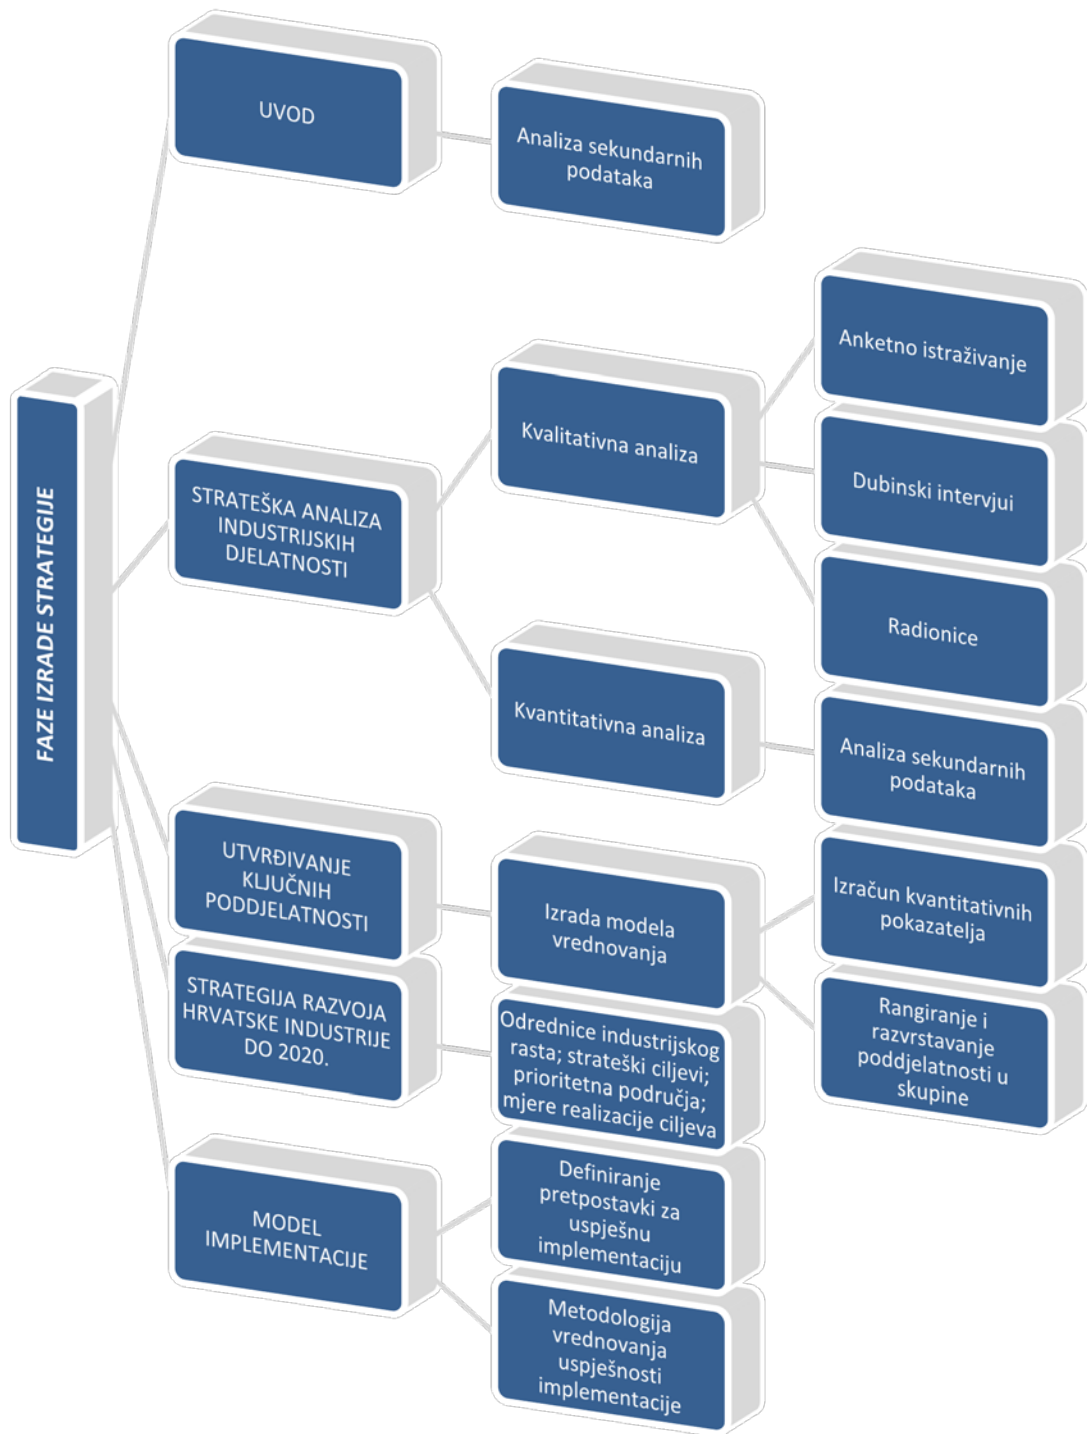 FAZE IZRADE STRATEGIJE
UVOD
Analiza sekundarnih
podataka
STRATEŠKA ANALIZA
INDUSTRIJSKIH
DJELATNOSTI
Kvalitativna analiza
Anketno istraživanje
Dubinski intervjui
Radionice
Kvantitativna analiza
Analiza sekundarnih
podataka
UTVRĐIVANJE
KLJUČNIH
PODDJELATNOSTI
Izrada modela
vrednovanja
Izračun kvantitativnih
pokazatelja
Rangiranje i
razvrstavanje
poddjelatnosti u
skupine
STRATEGIJA RAZVOJA
HRVATSKE INDUSTRIJE
DO 2020.
Odrednice industrijskog
rasta; strateški ciljevi;
prioritetna područja;
mjere realizacije ciljeva
MODEL
IMPLEMENTACIJE
Definiranje
pretpostavki za
uspješnu
implementaciju
Metodologija
vrednovanja
uspješnosti
implementacije